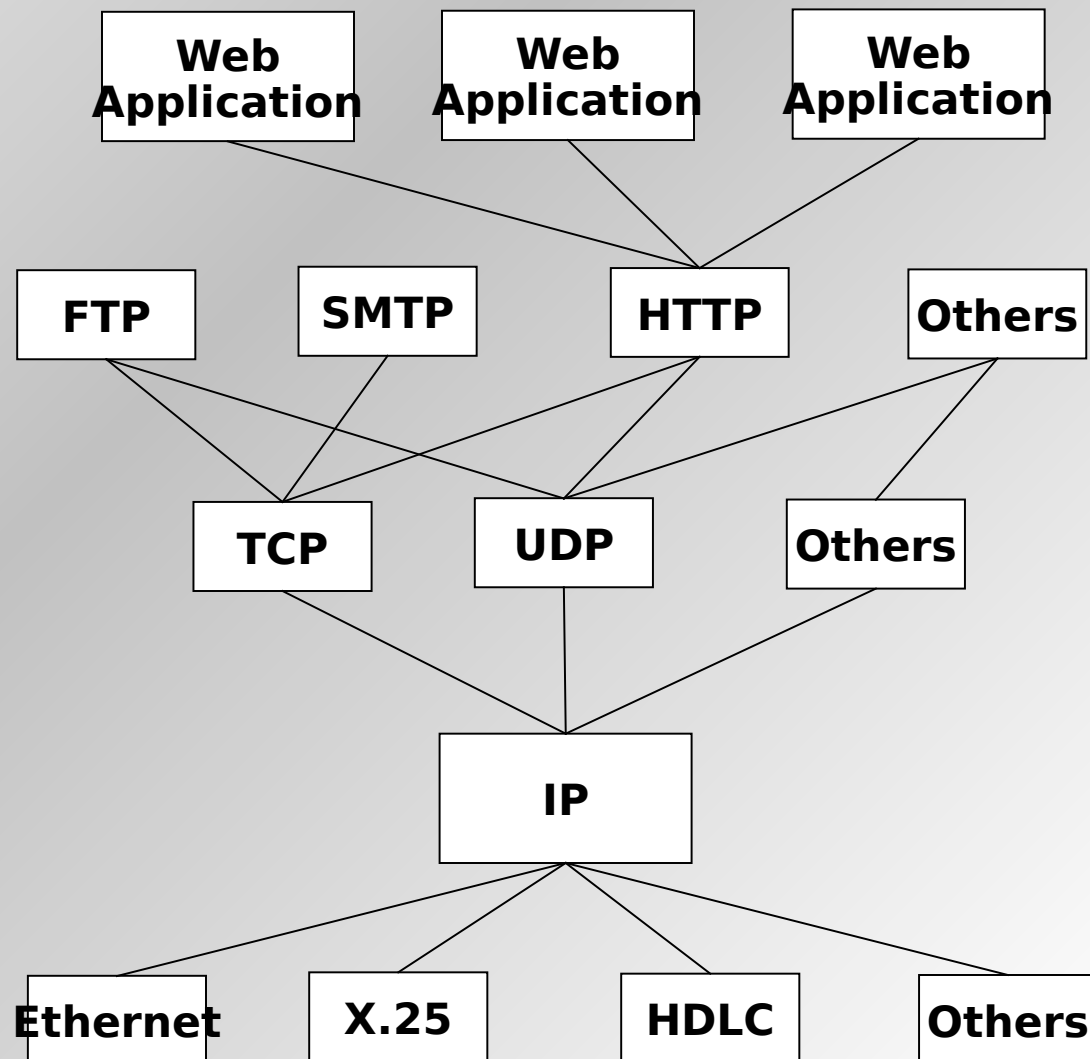 Web
Application
Web
Application
Web
Application
FTP
SMTP
HTTP
Others
TCP
UDP
Others
IP
Ethernet
X.25
HDLC
Others